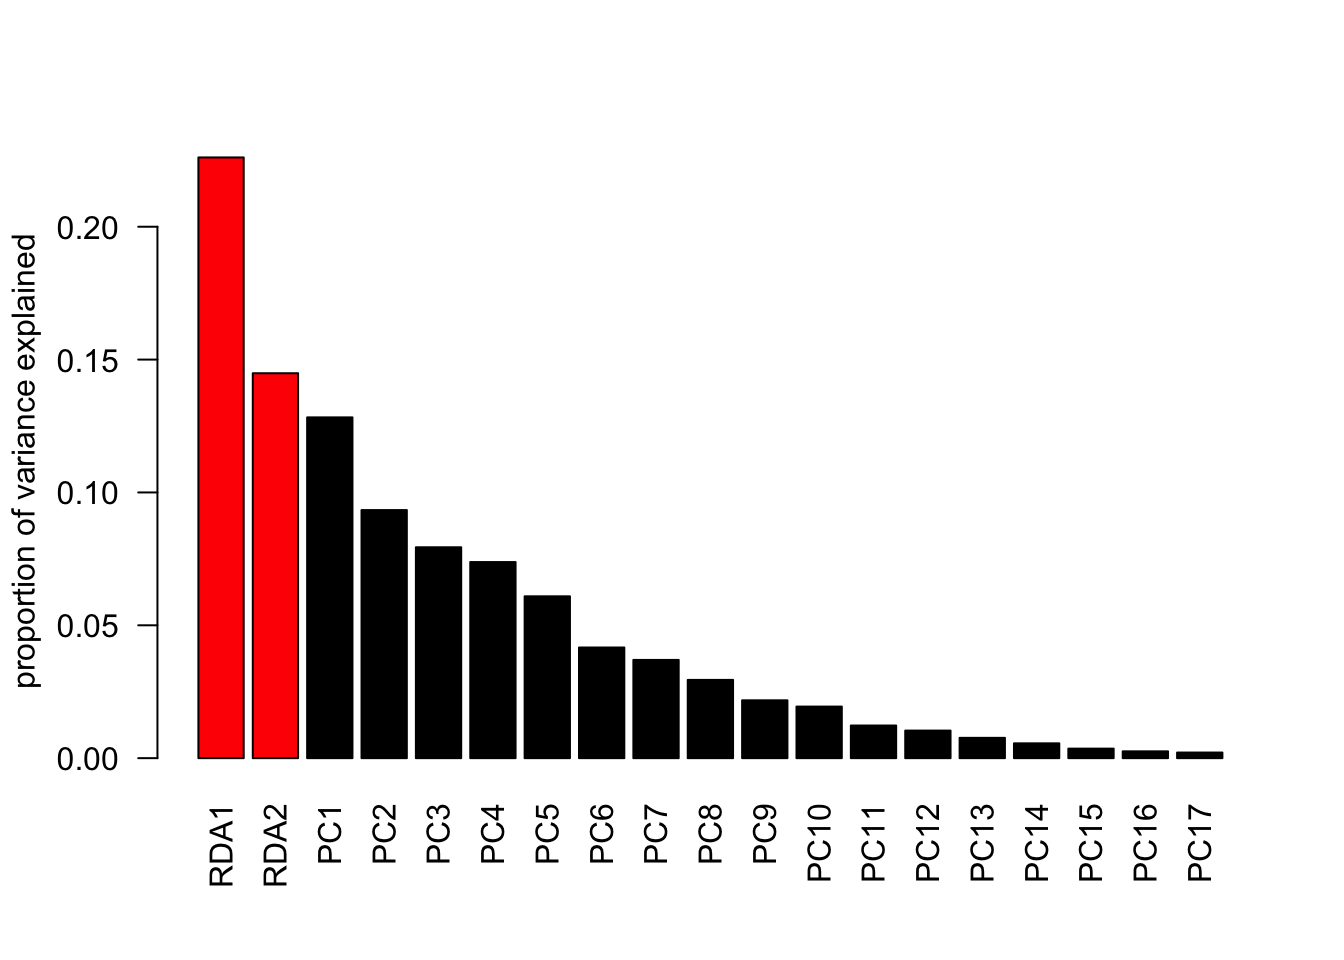 proportion of variance explained
0.20
0.15
0.10
0.05
0.00
RDA1
RDA2
PC1
PC2
PC3
PC4
PC5
PC6
PC7
PC8
PC9
PC10
PC11
PC12
PC13
PC14
PC15
PC16
PC17